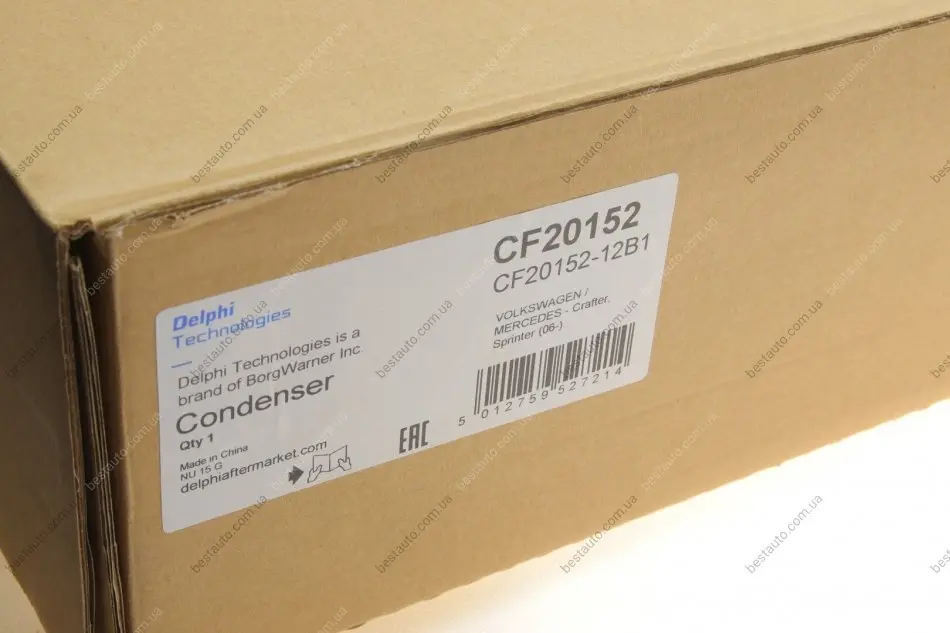 Delphi
Technologies
Delphi Technologies is a
brand of BorgWarner Inc
Condenser
Qty 1
Made in China
NU 15 G
delphiaftermarket.com
EAC
CF20152
CF20152-12B1
VOLKSWAGEN /
MERCEDES - Crafter,
Sprinter (06-)
5 012759 527214
bestauto.com.ua